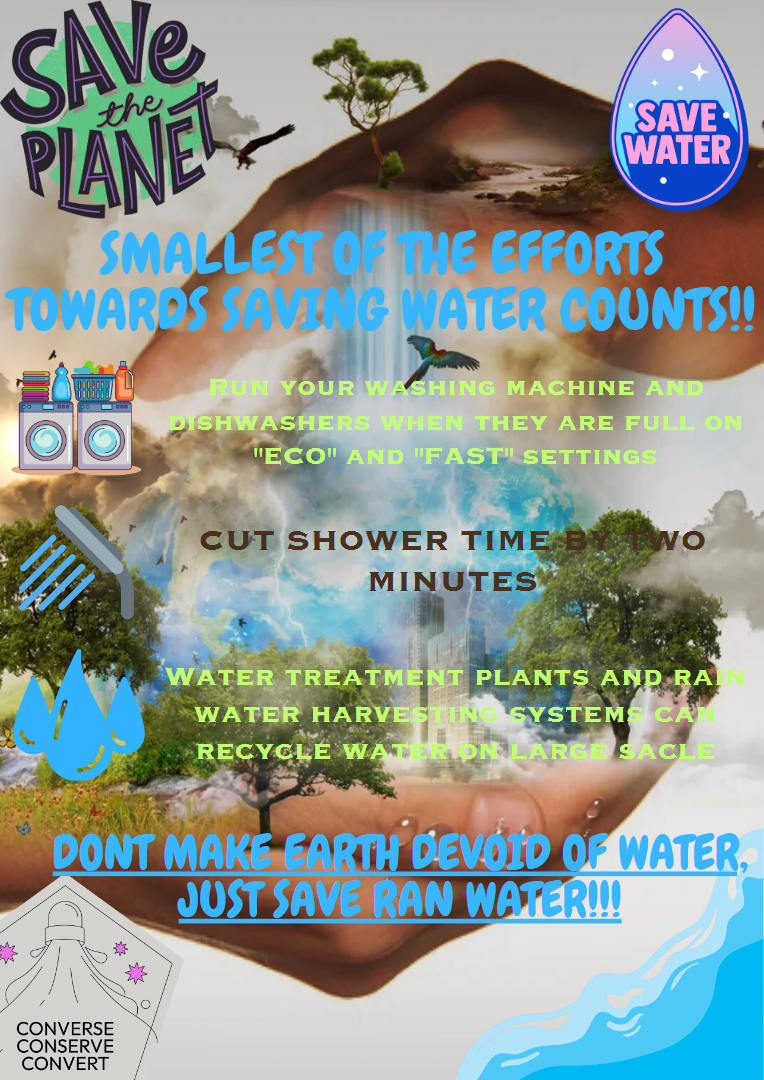 SAVe
the
PLANET
SAVE
WATER
SMALLEST OF THE EFFORTS
TOWARDS SAVING WATER COUNTS!!
RUN YOUR WASHING MACHINE AND
DISHWASHERS WHEN THEY ARE FULL ON
"ECO" AND "FAST" SETTINGS
CUT SHOWER TIME BY TWO
MINUTES
WATER TREATMENT PLANTS AND RAIN
WATER HARVESTING SYSTEMS CAN
RECYCLE WATER ON LARGE SACLE
DONT MAKE EARTH DEVOID OF WATER,
JUST SAVE RAN WATER!!!
CONVERSE
CONSERVE
CONVERT